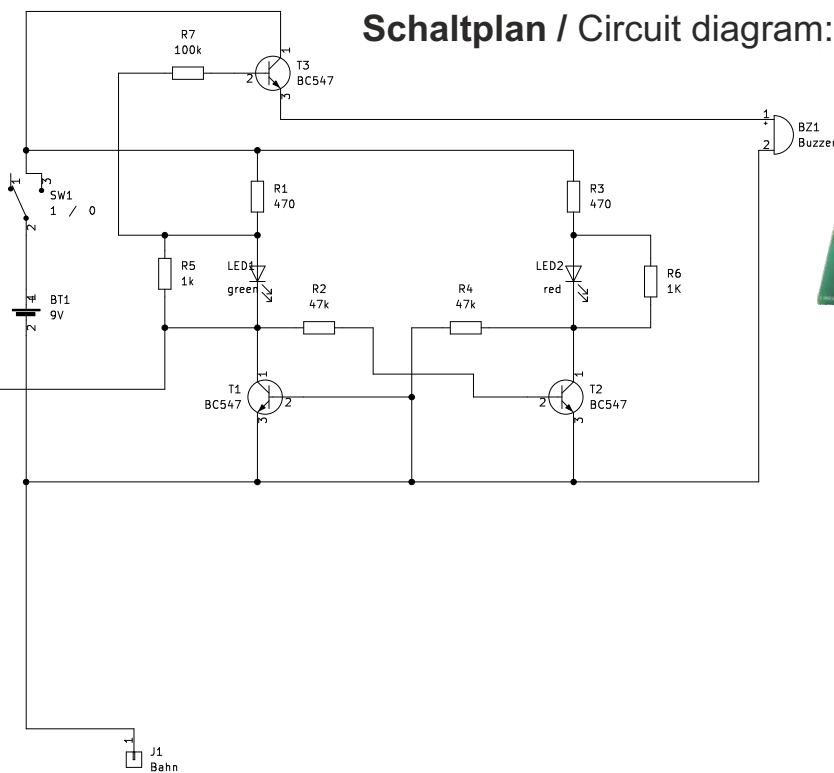 Schaltplan / Circuit diagram:
R7
100k
1
2
T3
BC547
3
1
+
2
BZ1
Buzzer
1
3
SW1
1 / 0
2
R1
470
R3
470
R5
1k
LED1
green
R2
47k
R4
47k
LED2
red
R6
1K
1
+
BT1
9V
2
T1
BC547
1
2
3
T2
BC547
1
2
3
1
J1
Bahn